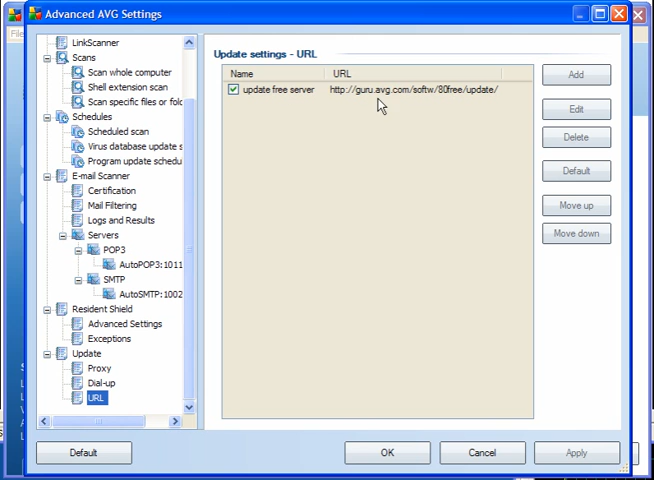 Advanced AVG Settings
LinkScanner
Scans
Scan whole computer
Shell extension scan
Scan specific files or fold
Schedules
Scheduled scan
Virus database update s
Program update schedu
E-mail Scanner
Certification
Mail Filtering
Logs and Results
Servers
POP3
AutoPOP3:1011
SMTP
AutoSMTP:1002
Resident Shield
Advanced Settings
Exceptions
Update
Proxy
Dial-up
URL
Update settings - URL
Name URL
update free server http://guru.avg.com/softw/80free/update/
Add
Edit
Delete
Default
Move up
Move down
Default
OK
Cancel
Apply